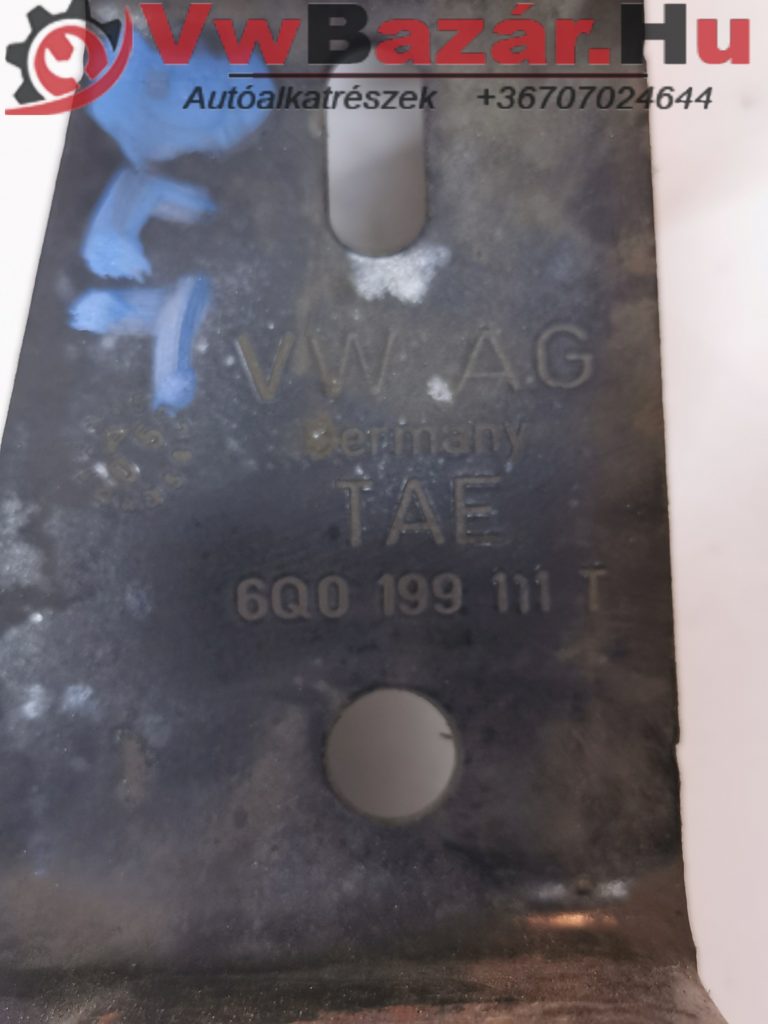 VwBazár.Hu
Autóalkatrészek +36707024644
VW AG
Germany
TAE
6Q0 199 111 T